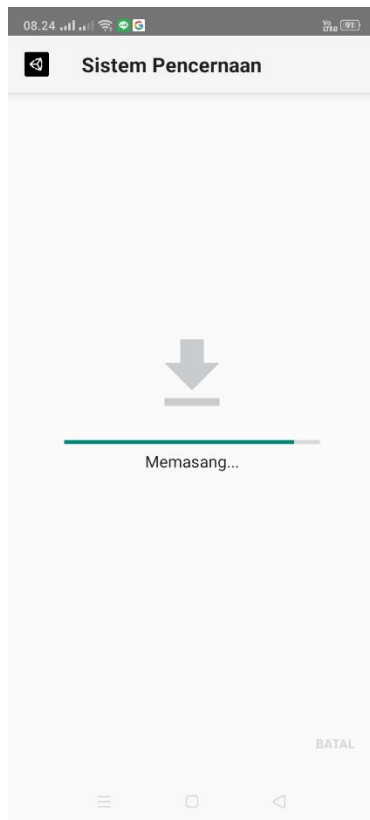 08.24
Vo
LTE
91
Sistem Pencernaan
Memasang...
BATAL